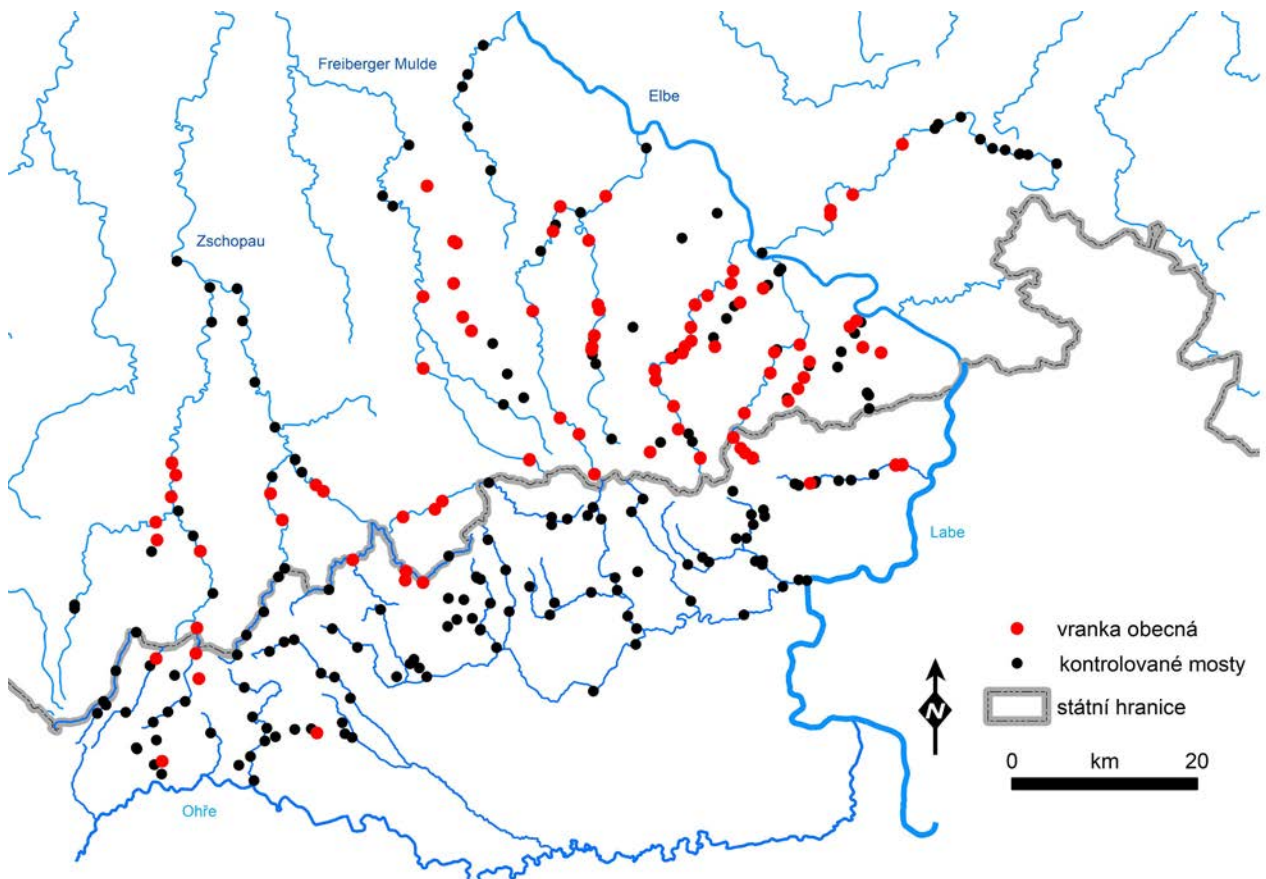 Freiberger Mulde
Elbe
Zschopau
Labe
vranka obecná
kontrolované mosty
státní hranice
N
0 km 20
Ohře